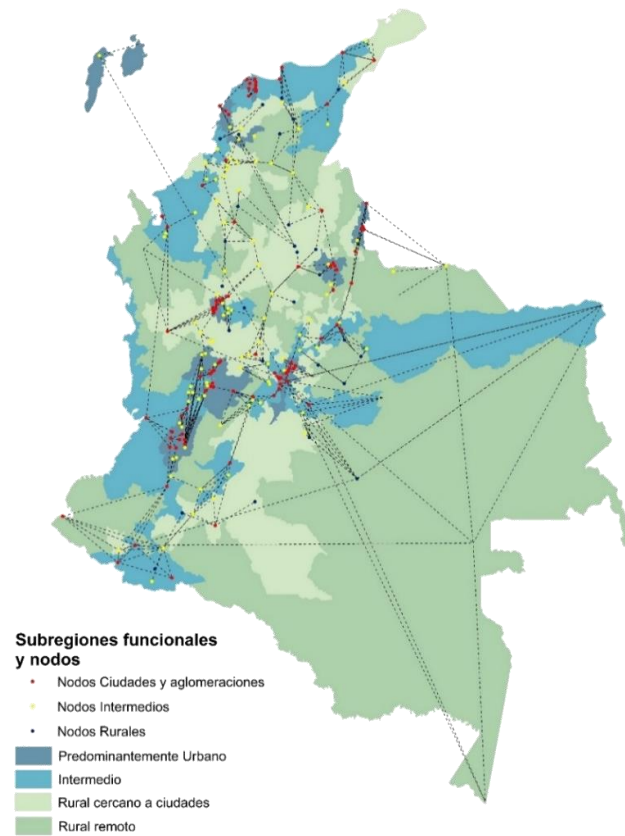 Subregiones funcionales
y nodos
Nodos Ciudades y aglomeraciones
Nodos Intermedios
Nodos Rurales
Predominantemente Urbano
Intermedio
Rural cercano a ciudades
Rural remoto